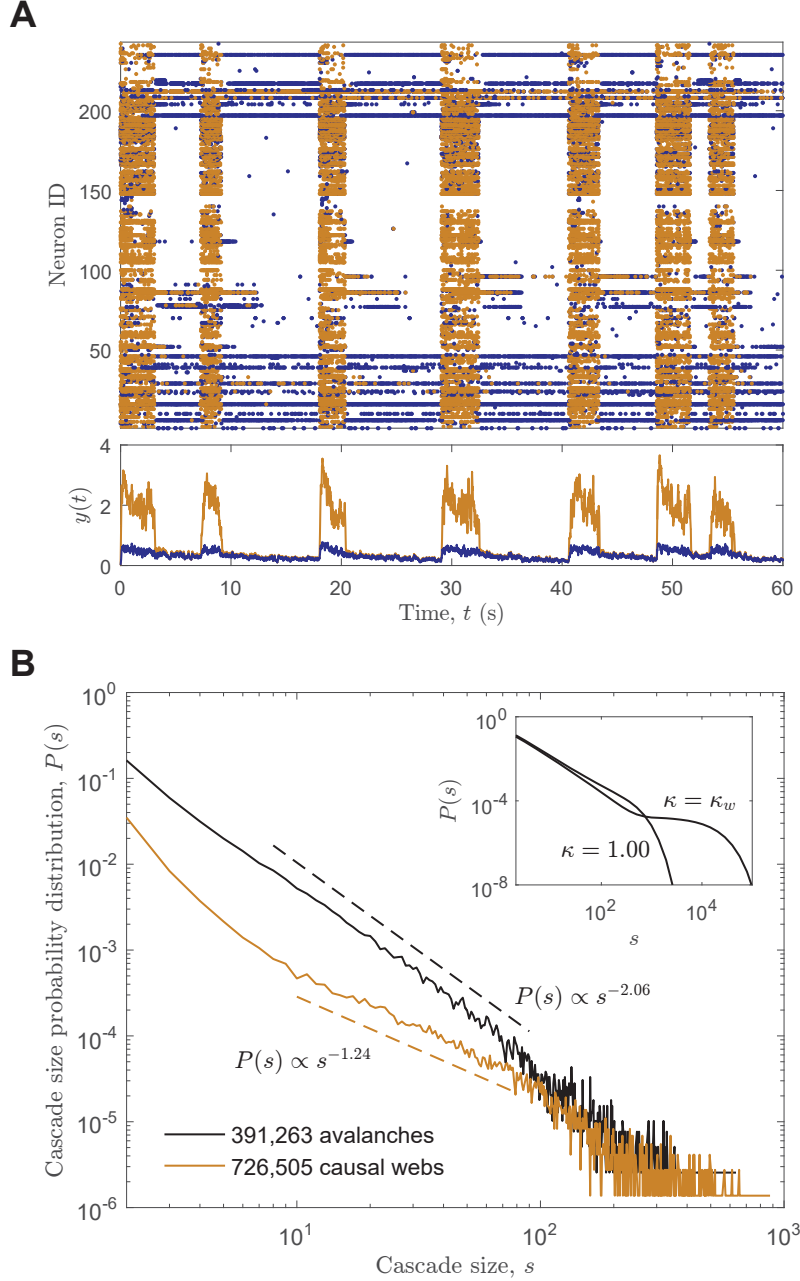 A
Neuron ID
200
150
100
50
y(t)
4
2
0
0 10 20 30 40 50 60
Time, t (s)
B
Cascade size probability distribution, P(s)
10^0
10^-1
10^-2
10^-3
10^-4
10^-5
10^-6
P(s)
10^0
10^-4
10^-8
κ = κ_w
κ = 1.00
10^2 10^4
s
P(s) ∝ s^-2.06
P(s) ∝ s^-1.24
391,263 avalanches
726,505 causal webs
10^1 10^2 10^3
Cascade size, s